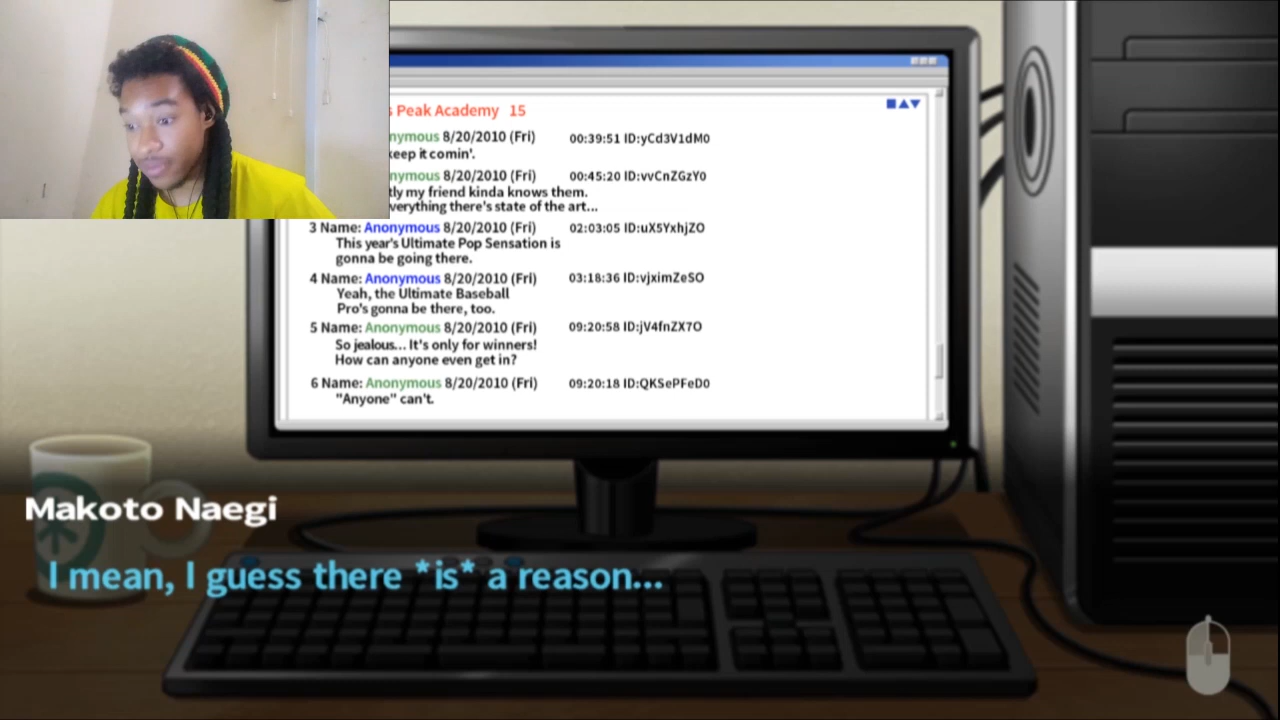 s Peak Academy 15
nymous 8/20/2010 (Fri) 00:39:51 ID:yCd3V1dM0
keep it comin'.
nymous 8/20/2010 (Fri) 00:45:20 ID:vvCnZGzY0
tly my friend kinda knows them.
verything there's state of the art...
3 Name: Anonymous 8/20/2010 (Fri) 02:03:05 ID:uX5YxhjZO
This year's Ultimate Pop Sensation is
gonna be going there.
4 Name: Anonymous 8/20/2010 (Fri) 03:18:36 ID:vjximZeSO
Yeah, the Ultimate Baseball
Pro's gonna be there, too.
5 Name: Anonymous 8/20/2010 (Fri) 09:20:58 ID:jV4fnZX7O
So jealous... It's only for winners!
How can anyone even get in?
6 Name: Anonymous 8/20/2010 (Fri) 09:20:18 ID:QKSePFeD0
"Anyone" can't.
Makoto Naegi
I mean, I guess there *is* a reason...